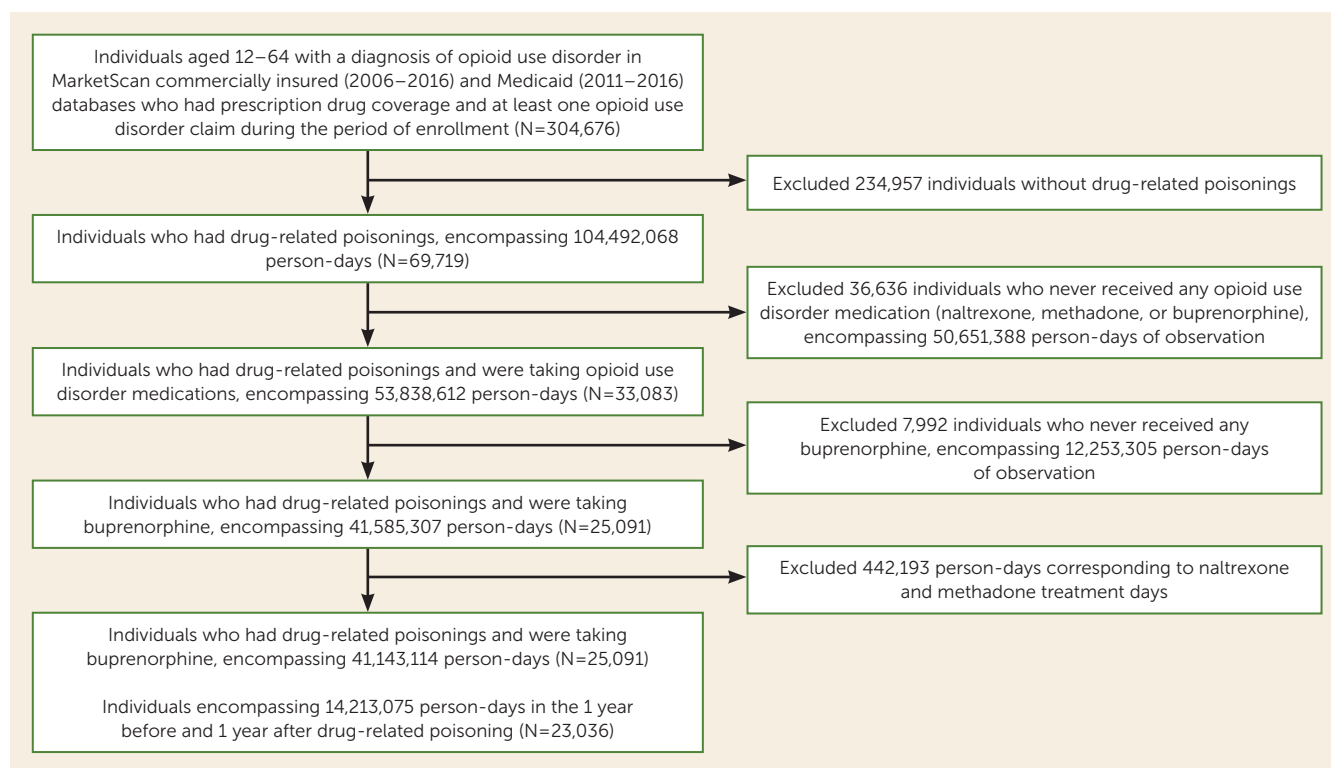 Individuals aged 12–64 with a diagnosis of opioid use disorder in
MarketScan commercially insured (2006–2016) and Medicaid (2011–2016)
databases who had prescription drug coverage and at least one opioid use
disorder claim during the period of enrollment (N=304,676)
Excluded 234,957 individuals without drug-related poisonings
Individuals who had drug-related poisonings, encompassing 104,492,068
person-days (N=69,719)
Excluded 36,636 individuals who never received any opioid use
disorder medication (naltrexone, methadone, or buprenorphine),
encompassing 50,651,388 person-days of observation
Individuals who had drug-related poisonings and were taking opioid use
disorder medications, encompassing 53,838,612 person-days (N=33,083)
Excluded 7,992 individuals who never received any
buprenorphine, encompassing 12,253,305 person-days
of observation
Individuals who had drug-related poisonings and were taking
buprenorphine, encompassing 41,585,307 person-days (N=25,091)
Excluded 442,193 person-days corresponding to naltrexone
and methadone treatment days
Individuals who had drug-related poisonings and were taking
buprenorphine, encompassing 41,143,114 person-days (N=25,091)
Individuals encompassing 14,213,075 person-days in the 1 year
before and 1 year after drug-related poisoning (N=23,036)